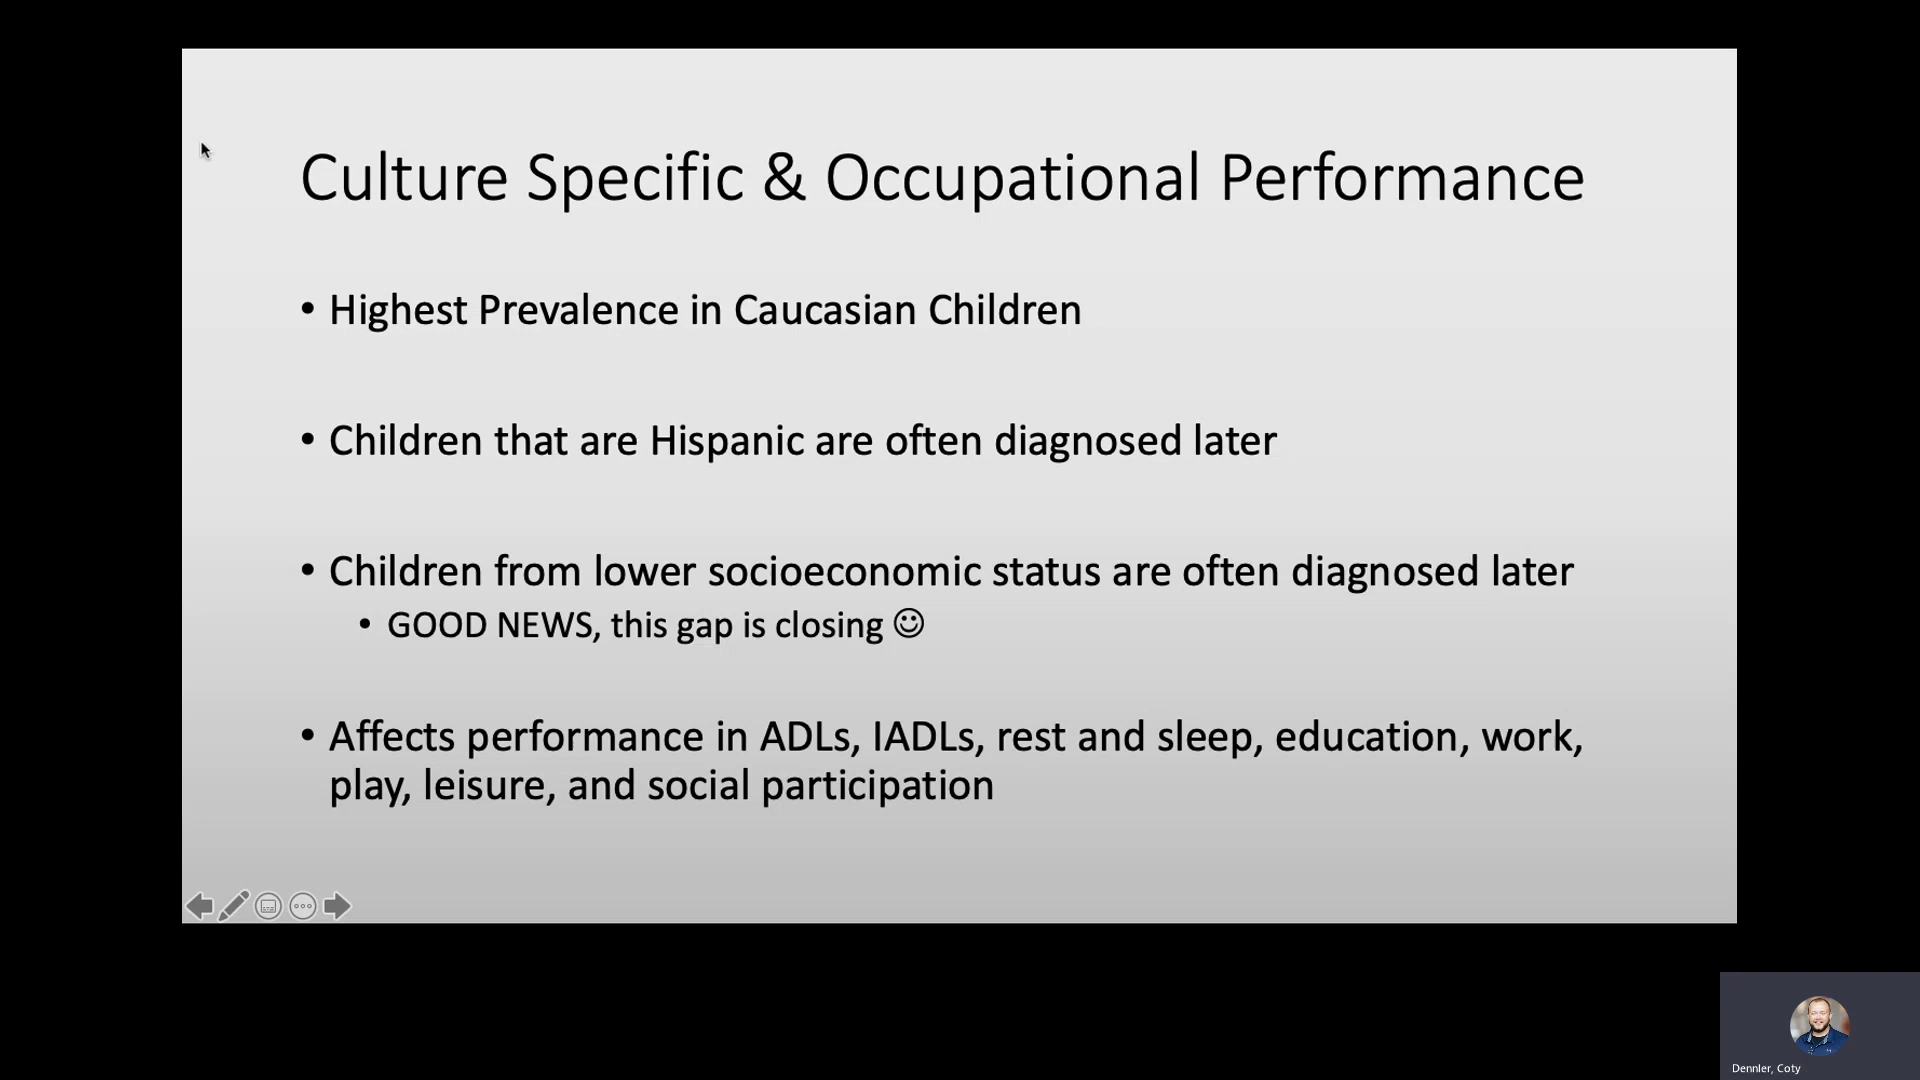 Culture Specific & Occupational Performance
• Highest Prevalence in Caucasian Children
• Children that are Hispanic are often diagnosed later
• Children from lower socioeconomic status are often diagnosed later
• GOOD NEWS, this gap is closing ☺
• Affects performance in ADLs, IADLs, rest and sleep, education, work,
play, leisure, and social participation
Dennler, Coty